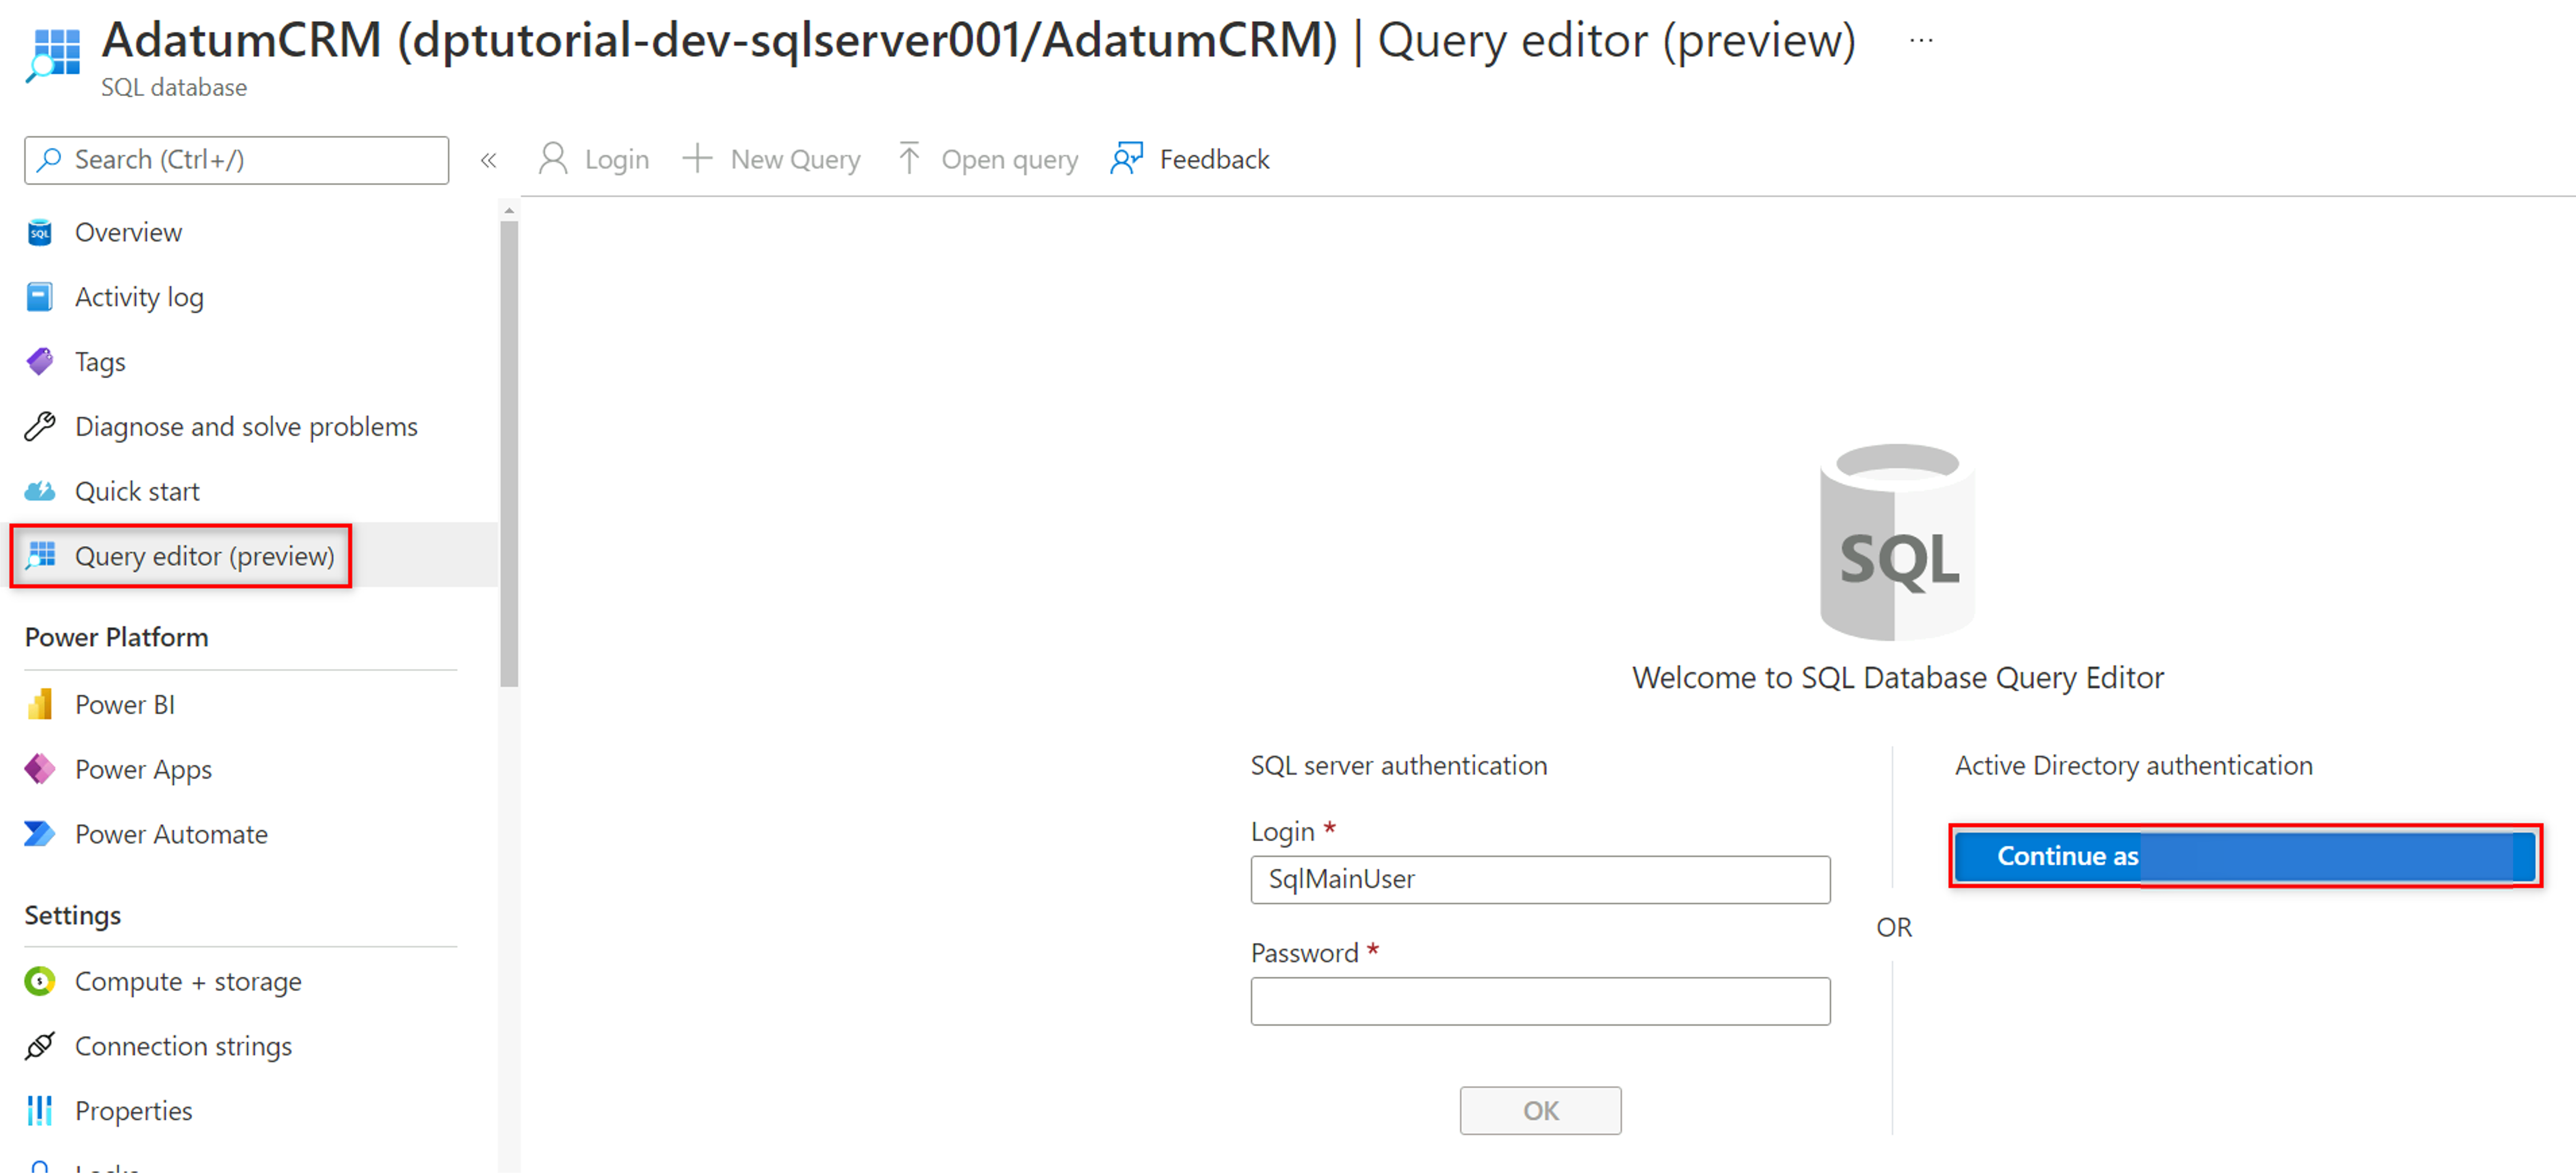 AdatumCRM (dptutorial-dev-sqlserver001/AdatumCRM) | Query editor (preview) ...
SQL database
Search (Ctrl+/)
«
Login
New Query
Open query
Feedback
SQL
Overview
Activity log
Tags
Diagnose and solve problems
Quick start
Query editor (preview)
Power Platform
Power BI
Power Apps
Power Automate
Settings
Compute + storage
Connection strings
Properties
Locks
SQL
Welcome to SQL Database Query Editor
SQL server authentication
Login *
SqlMainUser
Password *
OK
OR
Active Directory authentication
Continue as